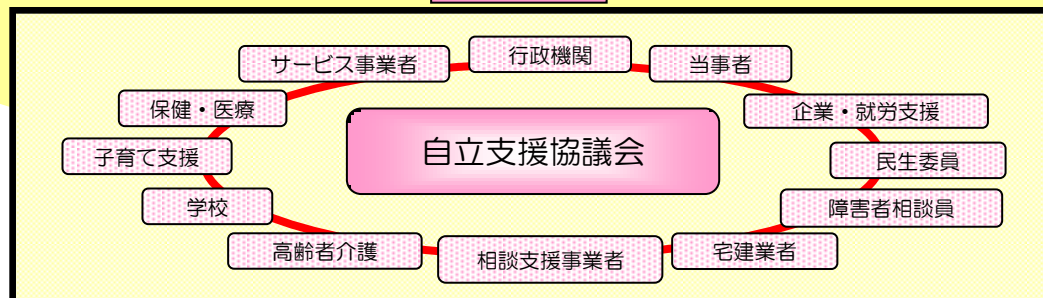 行政機関
サービス事業者
当事者
保健・医療
企業・就労支援
自立支援協議会
子育て支援
民生委員
学校
障害者相談員
高齢者介護
相談支援事業者
宅建業者